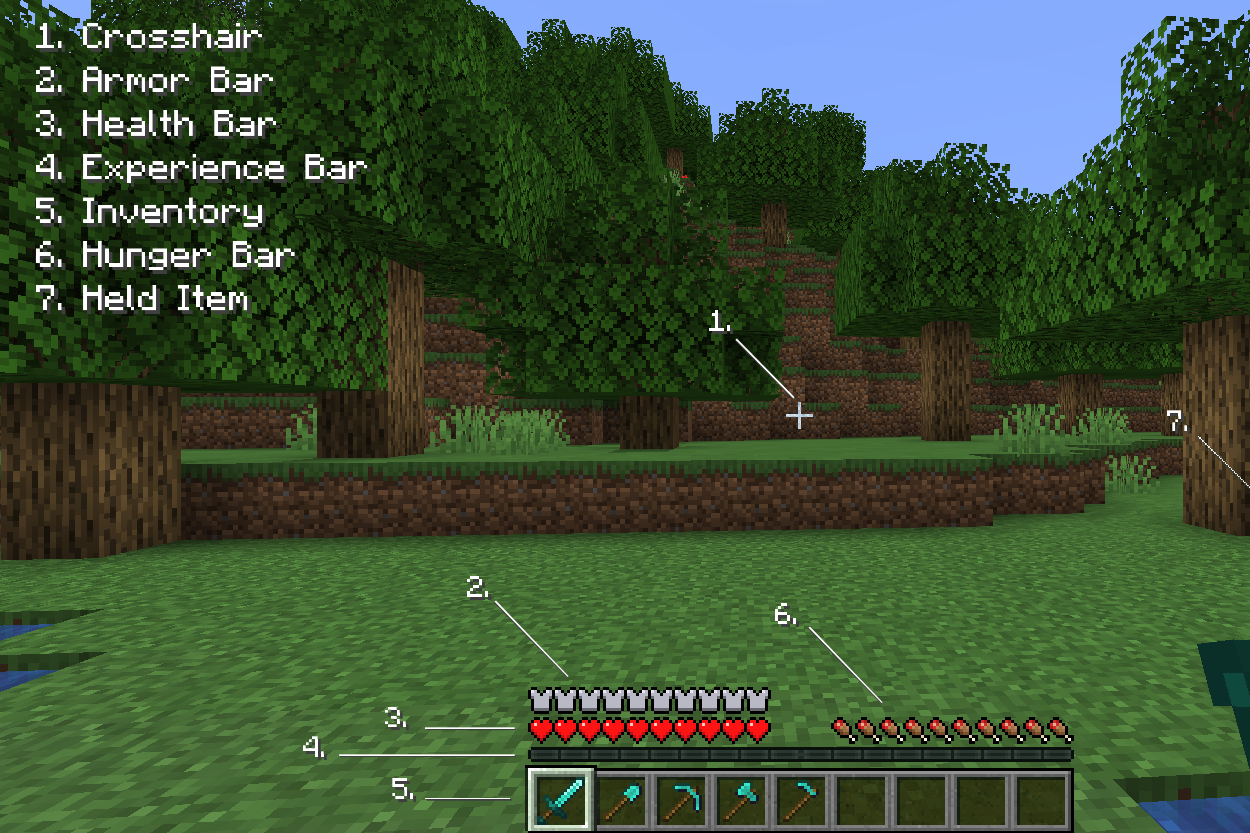 1. Crosshair
2. Armor Bar
3. Health Bar
4. Experience Bar
5. Inventory
6. Hunger Bar
7. Held Item
1.
7.
2.
6.
3.
4.
5.